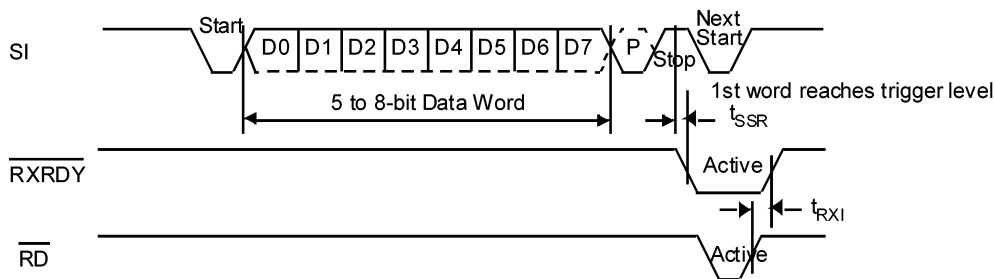 Start
Next
Start
SI
D0 D1 D2 D3 D4 D5 D6 D7 P
Stop
5 to 8-bit Data Word
1st word reaches trigger level
tSSR
RXRDY
Active
tRXI
RD
Active